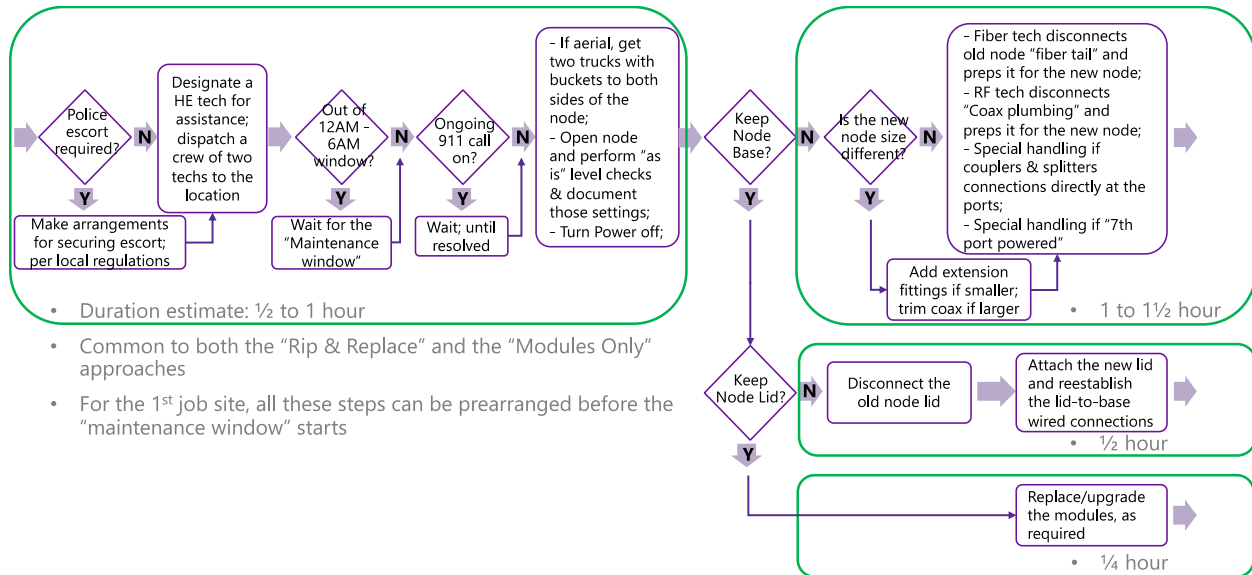 Police
escort
required?
N
Y
Make arrangements
for securing escort;
per local regulations
Designate a
HE tech for
assistance;
dispatch a
crew of two
techs to the
location
Out of
12AM –
6AM
window?
N
Y
Wait for the
“Maintenance
window”
Ongoing
911 call
on?
N
Y
Wait; until
resolved
- If aerial, get
two trucks with
buckets to both
sides of the
node;
- Open node
and perform “as
is” level checks
& document
those settings;
- Turn Power off;
Keep
Node
Base?
N
Y
Is the new
node size
different?
N
Y
Add extension
fittings if smaller;
trim coax if larger
- Fiber tech disconnects
old node “fiber tail” and
preps it for the new node;
- RF tech disconnects
“Coax plumbing” and
preps it for the new node;
- Special handling if
couplers & splitters
connections directly at the
ports;
- Special handling if “7th
port powered”
• 1 to 1½ hour
• Duration estimate: ½ to 1 hour
• Common to both the “Rip & Replace” and the “Modules Only”
approaches
• For the 1st job site, all these steps can be prearranged before the
“maintenance window” starts
Keep
Node Lid?
N
Y
Disconnect the
old node lid
Attach the new lid
and reestablish
the lid-to-base
wired connections
• ½ hour
Replace/upgrade
the modules, as
required
• ¼ hour